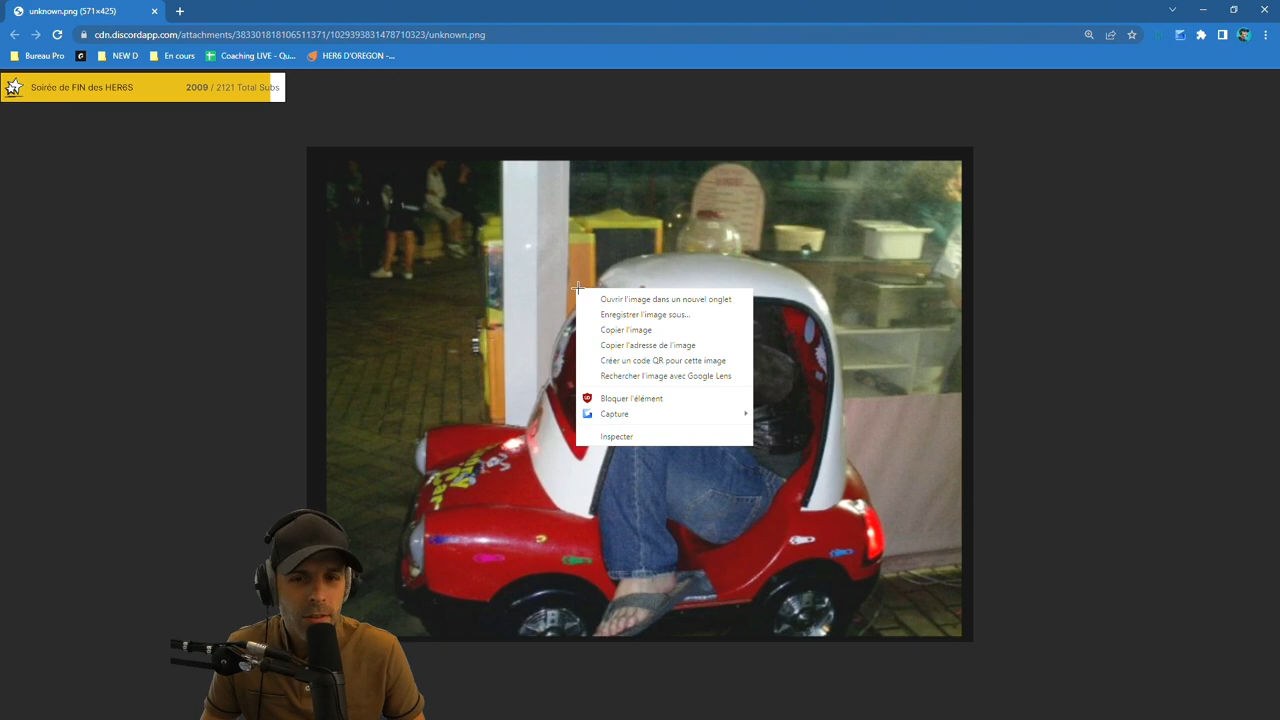 unknown.png (571×425)
cdn.discordapp.com/attachments/383301818106511371/1029393831478710323/unknown.png
Bureau Pro
NEW D
En cours
Coaching LIVE - Qu...
HER6 D'OREGON -...
Soirée de FIN des HER6S 2009 / 2121 Total Subs
Ouvrir l'image dans un nouvel onglet
Enregistrer l'image sous...
Copier l'image
Copier l'adresse de l'image
Créer un code QR pour cette image
Rechercher l'image avec Google Lens
Bloquer l'élément
Capture
Inspecter